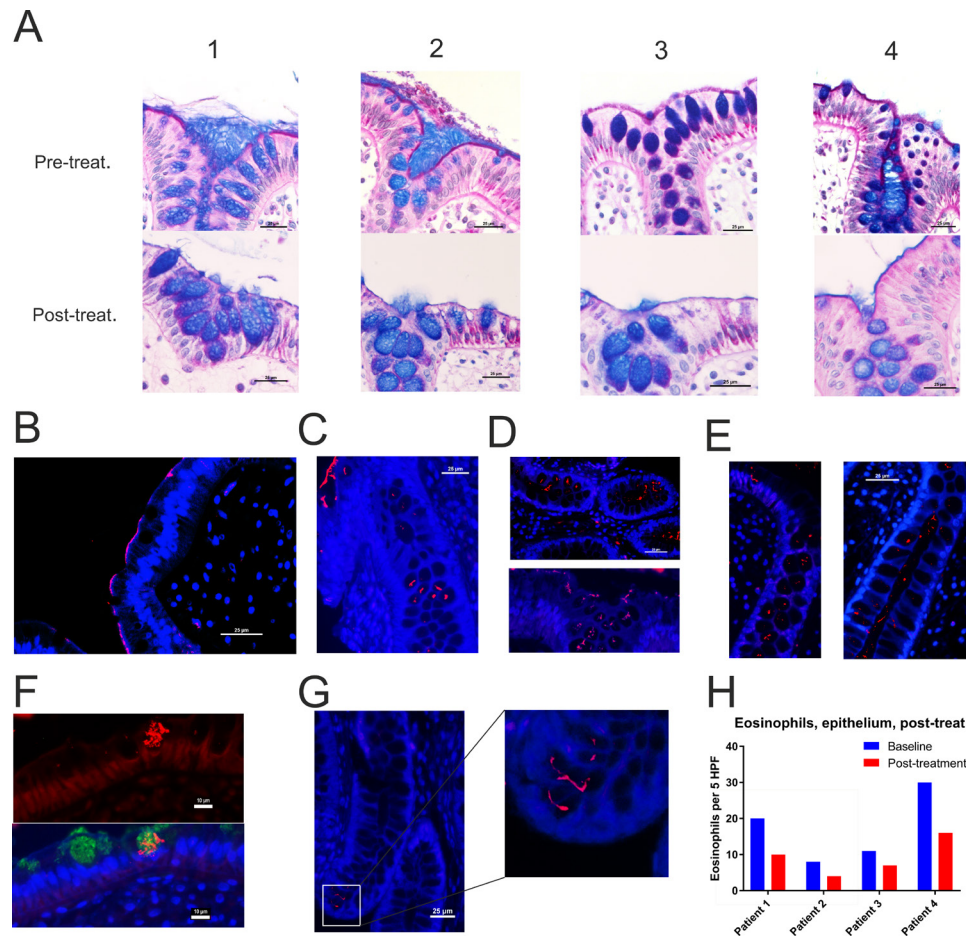 A
1 2 3 4
Pre-treat.
25 µm 25 µm 25 µm 25 µm
Post-treat.
25 µm 25 µm 25 µm 25 µm
B C D E
25 µm
25 µm
25 µm
25 µm
F G H
10 µm
10 µm
25 µm
Eosinophils, epithelium, post-treat
Baseline
Post-treatment
Eosinophils per 5 HPF
40
30
20
10
0
Patient 1
Patient 2
Patient 3
Patient 4